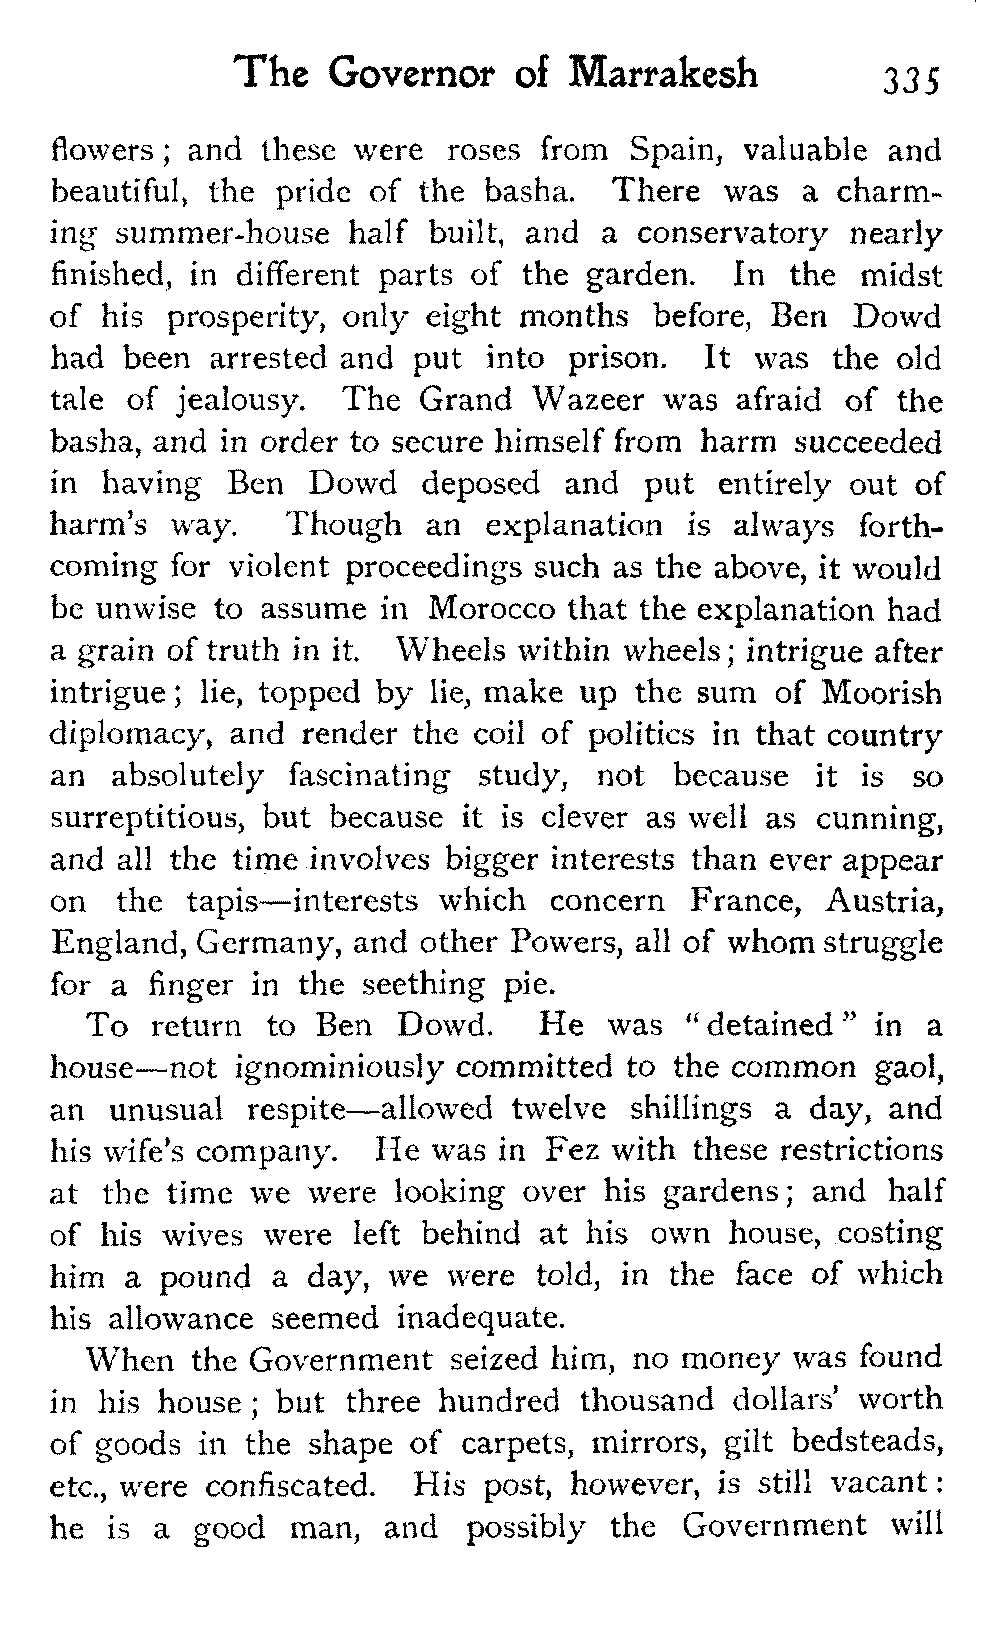 The Governor of Marrakesh 335
flowers ; and these were roses from Spain, valuable and
beautiful, the pride of the basha. There was a charm-
ing summer-house half built, and a conservatory nearly
finished, in different parts of the garden. In the midst
of his prosperity, only eight months before, Ben Dowd
had been arrested and put into prison. It was the old
tale of jealousy. The Grand Wazeer was afraid of the
basha, and in order to secure himself from harm succeeded
in having Ben Dowd deposed and put entirely out of
harm's way. Though an explanation is always forth-
coming for violent proceedings such as the above, it would
be unwise to assume in Morocco that the explanation had
a grain of truth in it. Wheels within wheels ; intrigue after
intrigue ; lie, topped by lie, make up the sum of Moorish
diplomacy, and render the coil of politics in that country
an absolutely fascinating study, not because it is so
surreptitious, but because it is clever as well as cunning,
and all the time involves bigger interests than ever appear
on the tapis—interests which concern France, Austria,
England, Germany, and other Powers, all of whom struggle
for a finger in the seething pie.
To return to Ben Dowd. He was “ detained ” in a
house—not ignominiously committed to the common gaol,
an unusual respite—allowed twelve shillings a day, and
his wife's company. He was in Fez with these restrictions
at the time we were looking over his gardens ; and half
of his wives were left behind at his own house, costing
him a pound a day, we were told, in the face of which
his allowance seemed inadequate.
When the Government seized him, no money was found
in his house ; but three hundred thousand dollars' worth
of goods in the shape of carpets, mirrors, gilt bedsteads,
etc., were confiscated. His post, however, is still vacant :
he is a good man, and possibly the Government will